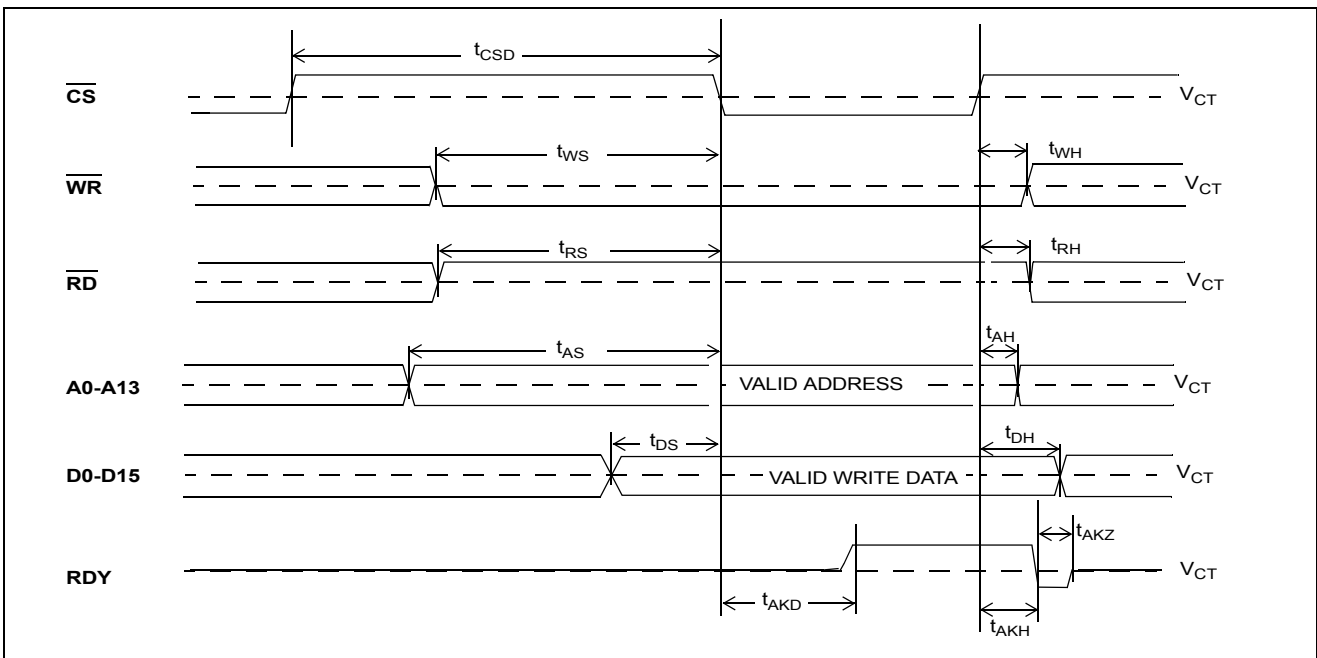 tCSD
CS VCT
tWS tWH
WR VCT
tRS tRH
RD VCT
tAS tAH
A0-A13 VALID ADDRESS VCT
tDS tDH
D0-D15 VALID WRITE DATA VCT
tAKZ
RDY VCT
tAKD
tAKH